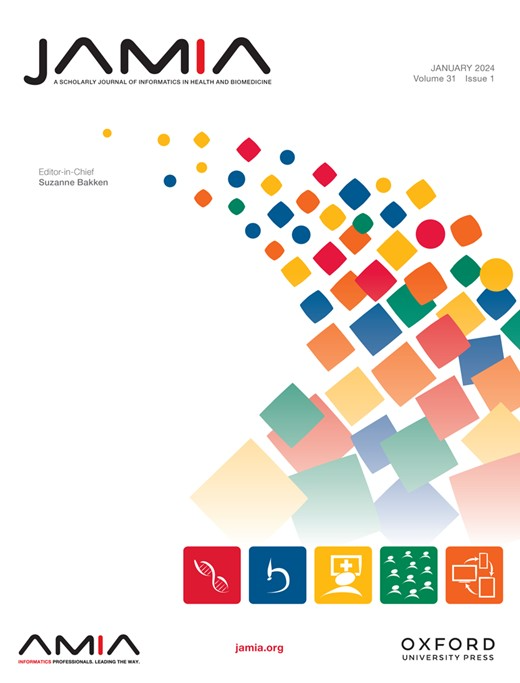 JAMIA
A SCHOLARLY JOURNAL OF INFORMATICS IN HEALTH AND BIOMEDICINE
JANUARY 2024
Volume 31 Issue 1
Editor-in-Chief
Suzanne Bakken
AMIA
INFORMATICS PROFESSIONALS. LEADING THE WAY.
jamia.org
OXFORD
UNIVERSITY PRESS